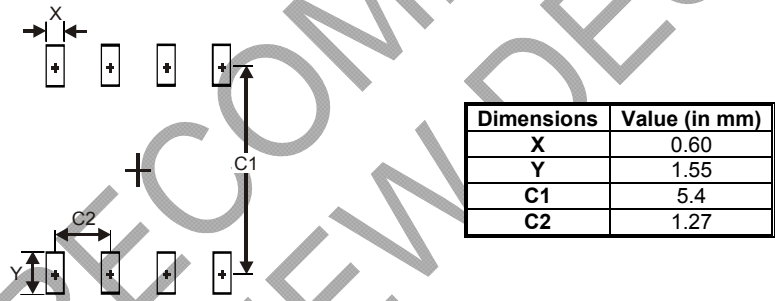 X
C1
C2
Y
Dimensions Value (in mm)
X 0.60
Y 1.55
C1 5.4
C2 1.27